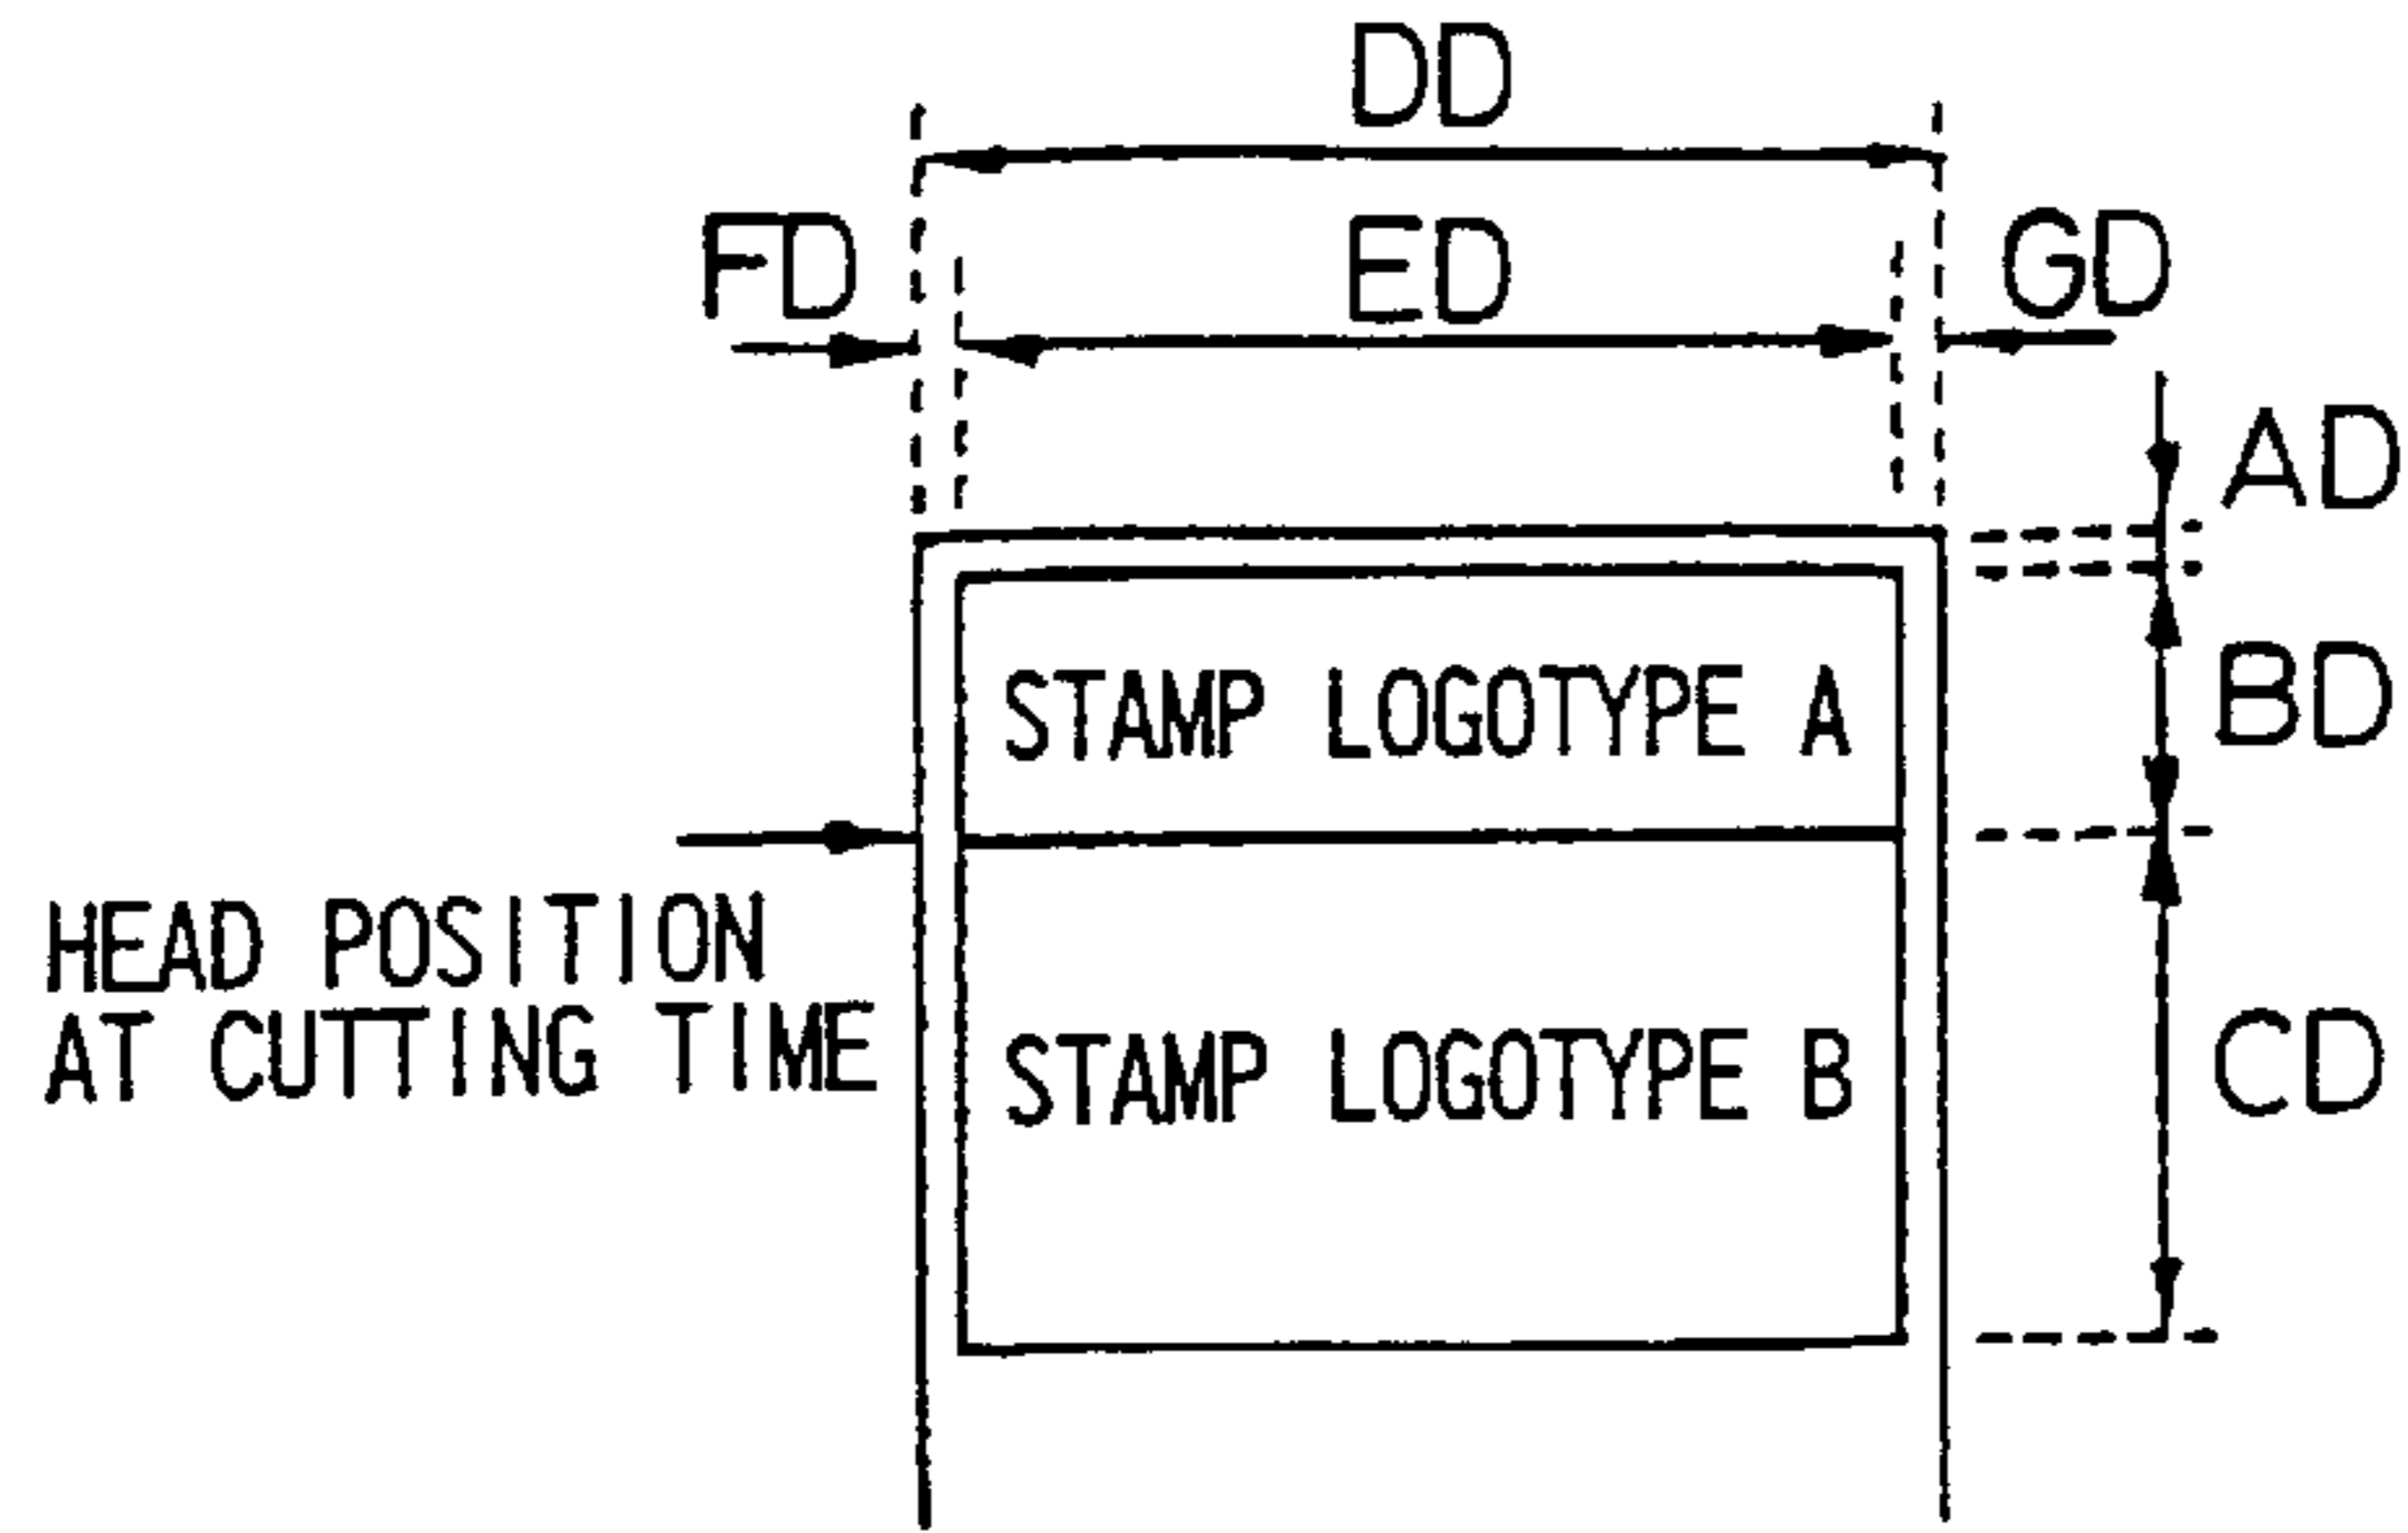 DD
FD
ED
GD
AD
STAMP LOGOTYPE A
BD
HEAD POSITION
AT CUTTING TIME
STAMP LOGOTYPE B
CD